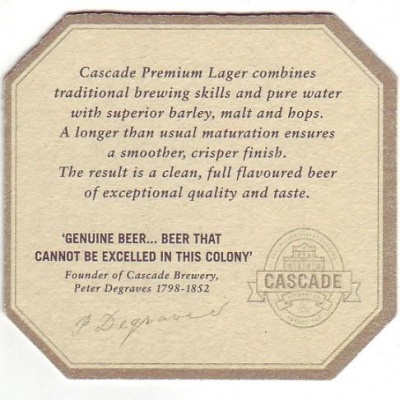 Cascade Premium Lager combines
traditional brewing skills and pure water
with superior barley, malt and hops.
A longer than usual maturation ensures
a smoother, crisper finish.
The result is a clean, full flavoured beer
of exceptional quality and taste.
'GENUINE BEER... BEER THAT
CANNOT BE EXCELLED IN THIS COLONY'
Founder of Cascade Brewery,
Peter Degraves 1798-1852
P Degraves
CASCADE